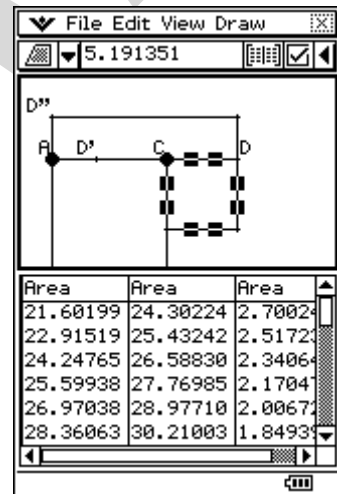 File Edit View Draw
5.191351
D"
A D' C D
Area Area Area
21.60199 24.30224 2.7002
22.91519 25.43242 2.5172
24.24765 26.58830 2.3406
25.59938 27.76985 2.1704
26.97038 28.97710 2.0067
28.36063 30.21003 1.8493